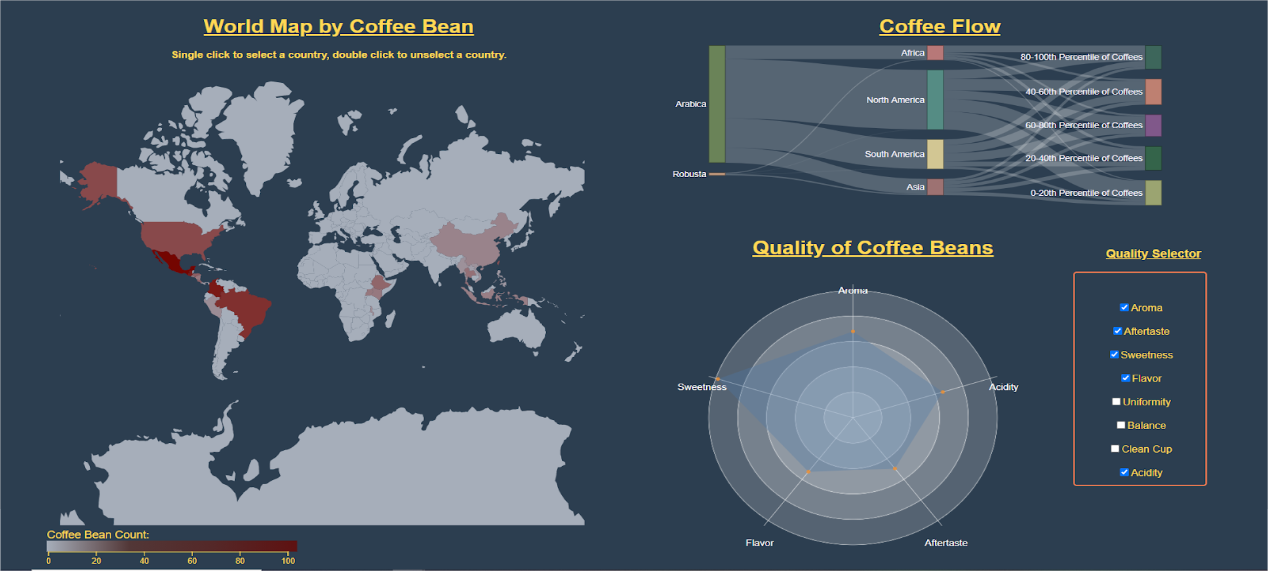 World Map by Coffee Bean
Single click to select a country, double click to unselect a country.
Coffee Bean Count:
0 20 40 60 80 100
Coffee Flow
Arabica
Robusta
Africa
North America
South America
Asia
80-100th Percentile of Coffees
40-60th Percentile of Coffees
60-80th Percentile of Coffees
20-40th Percentile of Coffees
0-20th Percentile of Coffees
Quality of Coffee Beans
Aroma
Sweetness
Acidity
Flavor
Aftertaste
Quality Selector
Aroma
Aftertaste
Sweetness
Flavor
Uniformity
Balance
Clean Cup
Acidity